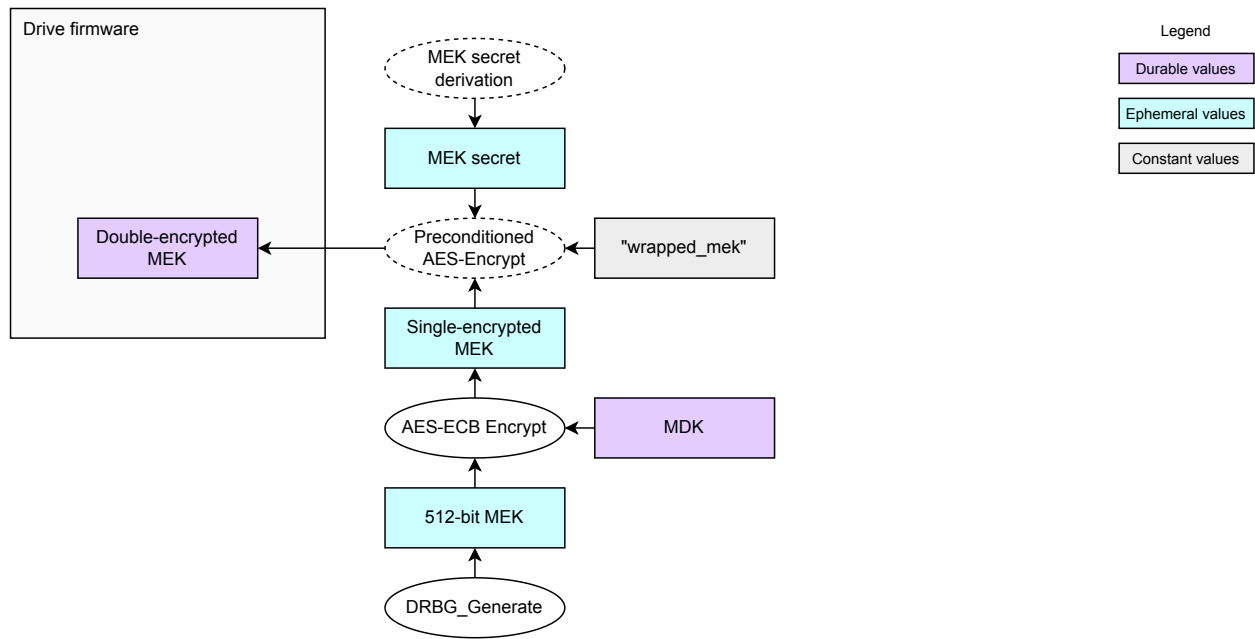 Drive firmware
MEK secret
derivation
Legend
Durable values
Ephemeral values
Constant values
MEK secret
Double-encrypted
MEK
Preconditioned
AES-Encrypt
"wrapped_mek"
Single-encrypted
MEK
AES-ECB Encrypt
MDK
512-bit MEK
DRBG_Generate